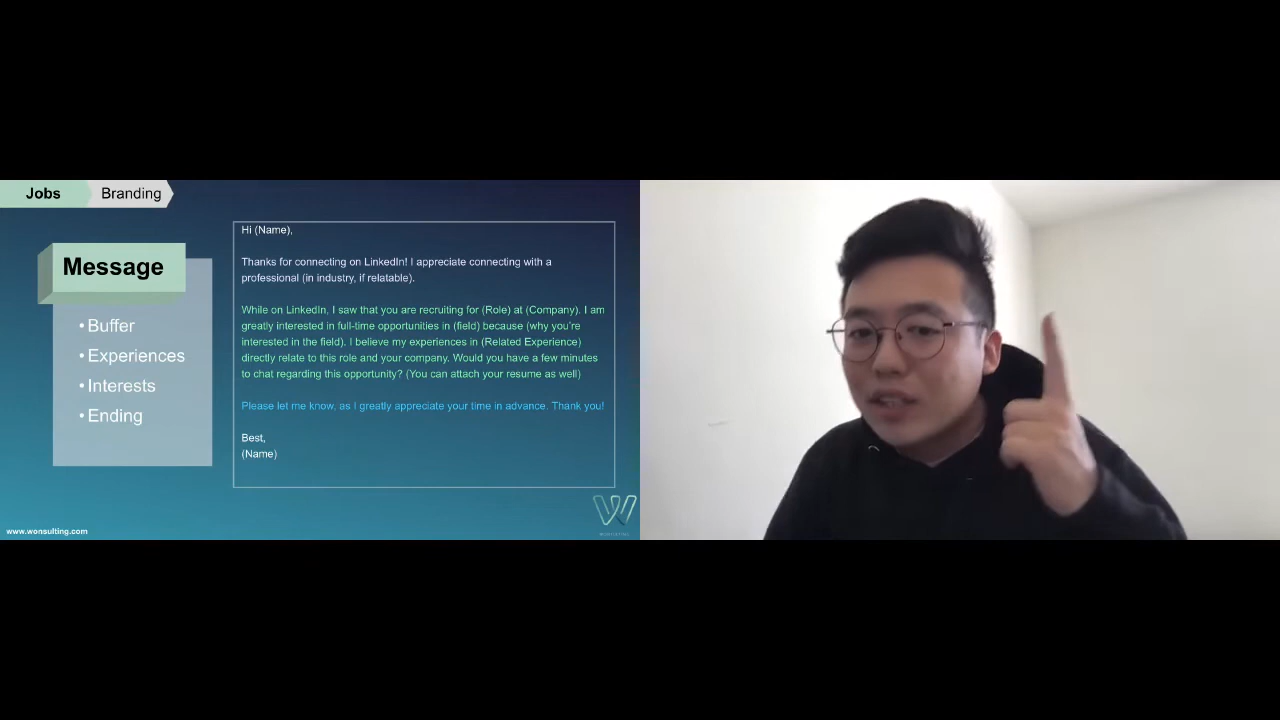 Jobs Branding
Message
• Buffer
• Experiences
• Interests
• Ending
Hi (Name),
Thanks for connecting on LinkedIn! I appreciate connecting with a
professional (in industry, if relatable).
While on LinkedIn, I saw that you are recruiting for (Role) at (Company). I am
greatly interested in full-time opportunities in (field) because (why you're
interested in the field). I believe my experiences in (Related Experience)
directly relate to this role and your company. Would you have a few minutes
to chat regarding this opportunity? (You can attach your resume as well)
Please let me know, as I greatly appreciate your time in advance. Thank you!
Best,
(Name)
www.wonsulting.com
W
WONSULTING